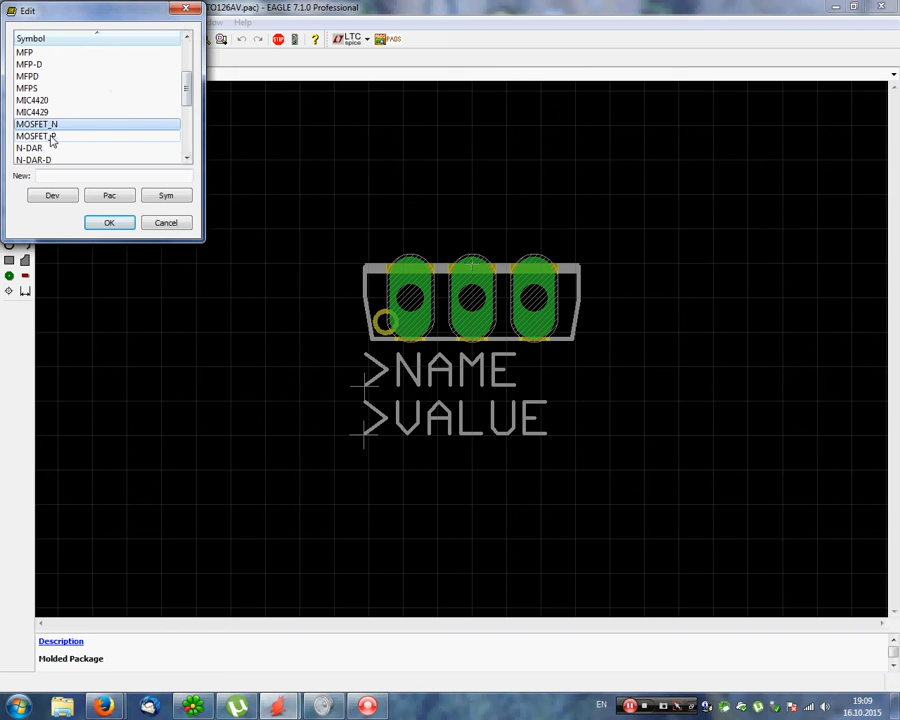 Edit
TO126AV.pac) - EAGLE 7.1.0 Professional
Help
Symbol
LTC
spice
PADS
MFP
MFP-D
MFPD
MFPS
MIC4420
MIC4429
MOSFET_N
MOSFET_P
N-DAR
N-DAR-D
New:
Dev Pac Sym
OK Cancel
>NAME
>VALUE
Description
Molded Package
EN
19:09
16.10.2015